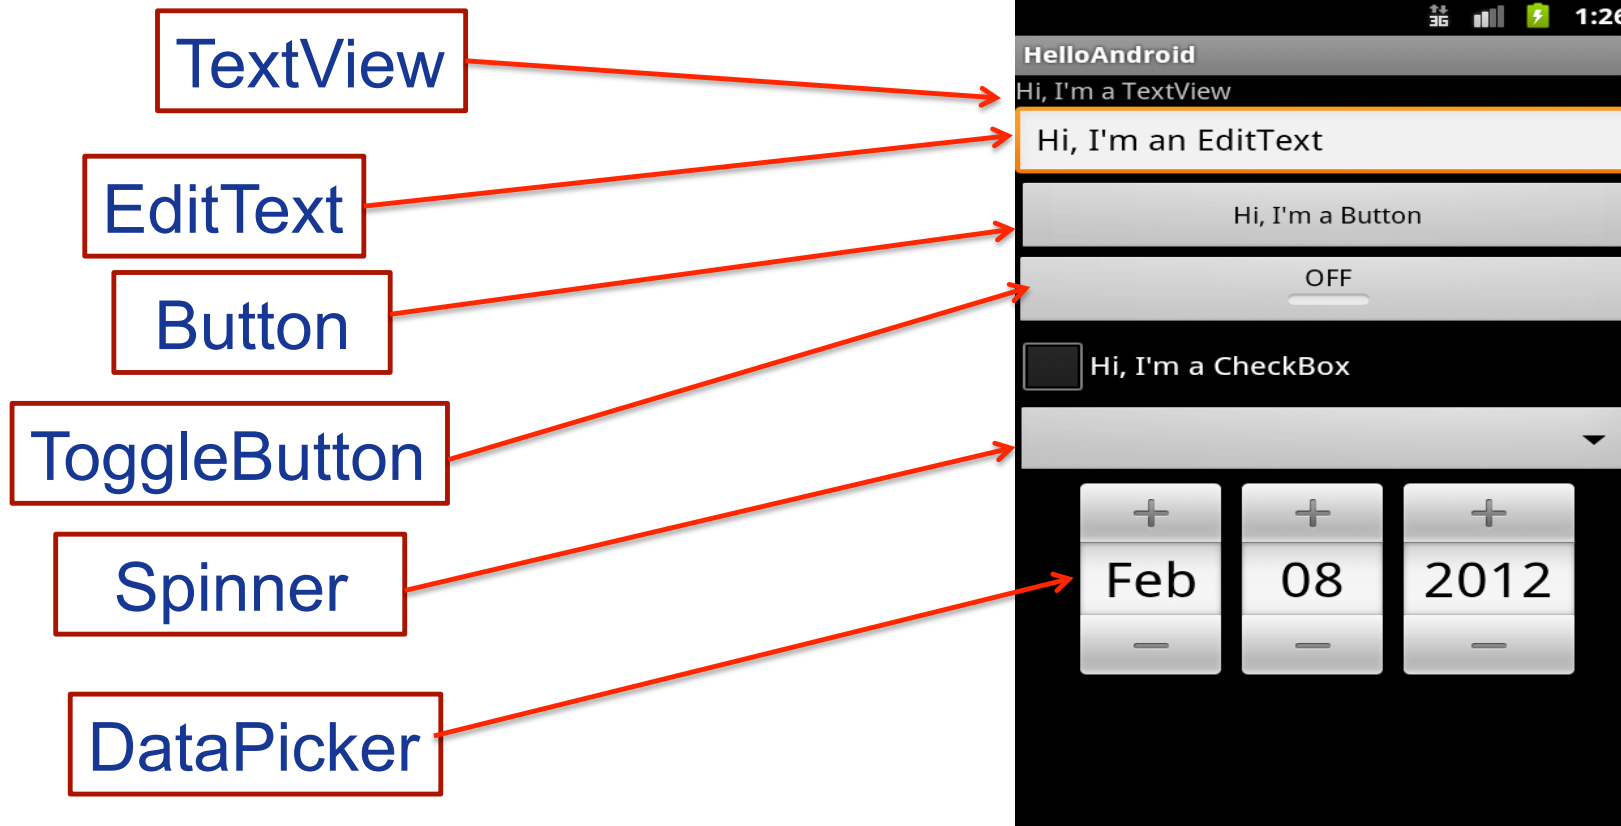 TextView
EditText
Button
ToggleButton
Spinner
DataPicker
3G 1:26
HelloAndroid
Hi, I'm a TextView
Hi, I'm an EditText
Hi, I'm a Button
OFF
Hi, I'm a CheckBox
+ + +
Feb 08 2012
— — —